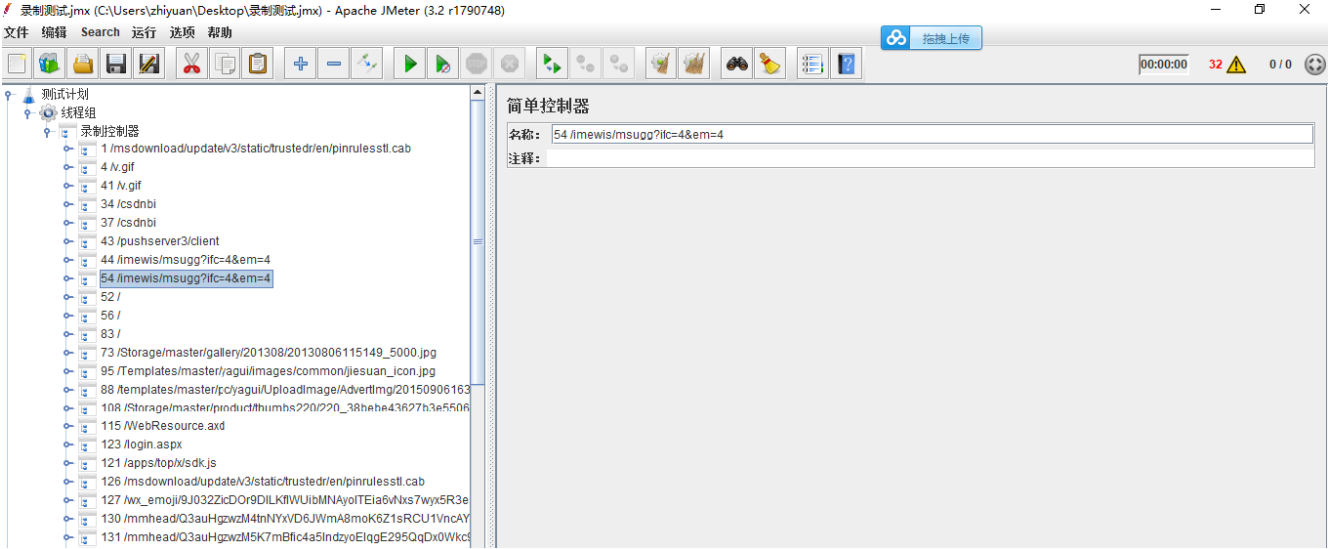 录制测试.jmx (C:\Users\zhiyuan\Desktop\录制测试.jmx) - Apache JMeter (3.2 r1790748)
文件 编辑 Search 运行 选项 帮助
拖拽上传
00:00:00 32 0 / 0
测试计划
线程组
录制控制器
1 /msdownload/update/v3/static/trustedr/en/pinrulesstl.cab
4 /v.gif
41 /v.gif
34 /csdnbi
37 /csdnbi
43 /pushserver3/client
44 /imewis/msugg?ifc=4&em=4
54 /imewis/msugg?ifc=4&em=4
52 /
56 /
83 /
73 /Storage/master/gallery/201308/20130806115149_5000.jpg
95 /Templates/master/yagui/images/common/jiesuan_icon.jpg
88 /templates/master/pc/yagui/UploadImage/AdvertImg/20150906163
108 /Storage/master/product/thumbs220/220_38bebe43627b3e5506
115 /WebResource.axd
123 /login.aspx
121 /apps/top/x/sdk.js
126 /msdownload/update/v3/static/trustedr/en/pinrulesstl.cab
127 /wx_emoji/9J032ZicDOr9DILKflWUibMNAyolTEia6vNxs7wyx5R3e
130 /mmhead/Q3auHgzwzM4tnNYxVD6JWmA8moK6Z1sRCU1VncAY
131 /mmhead/Q3auHgzwzM5K7mBfic4a5IndzyoElqgE295QqDx0Wkc9
简单控制器
名称: 54 /imewis/msugg?ifc=4&em=4
注释: